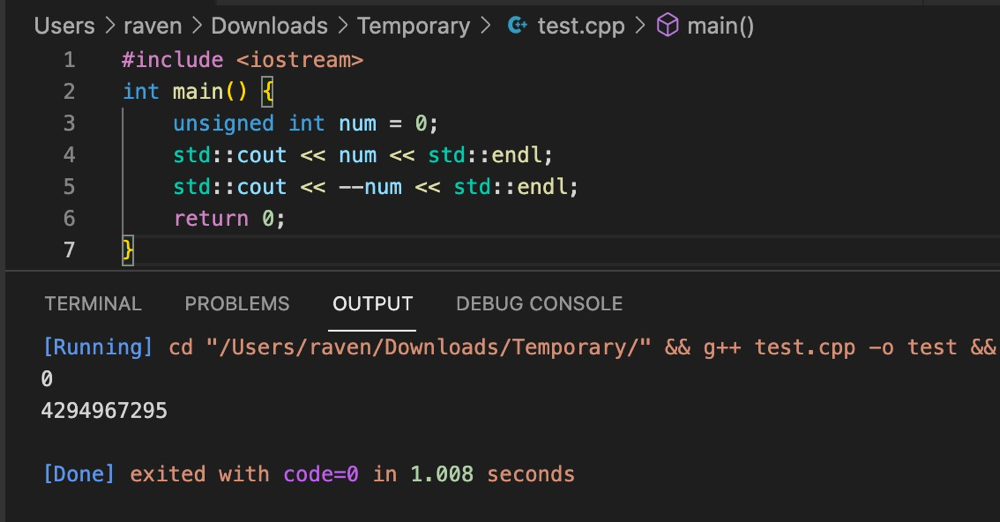 Users > raven > Downloads > Temporary > test.cpp > main()
1 #include <iostream>
2 int main() {
3 unsigned int num = 0;
4 std::cout << num << std::endl;
5 std::cout << --num << std::endl;
6 return 0;
7 }
TERMINAL PROBLEMS OUTPUT DEBUG CONSOLE
[Running] cd "/Users/raven/Downloads/Temporary/" && g++ test.cpp -o test &&
0
4294967295
[Done] exited with code=0 in 1.008 seconds